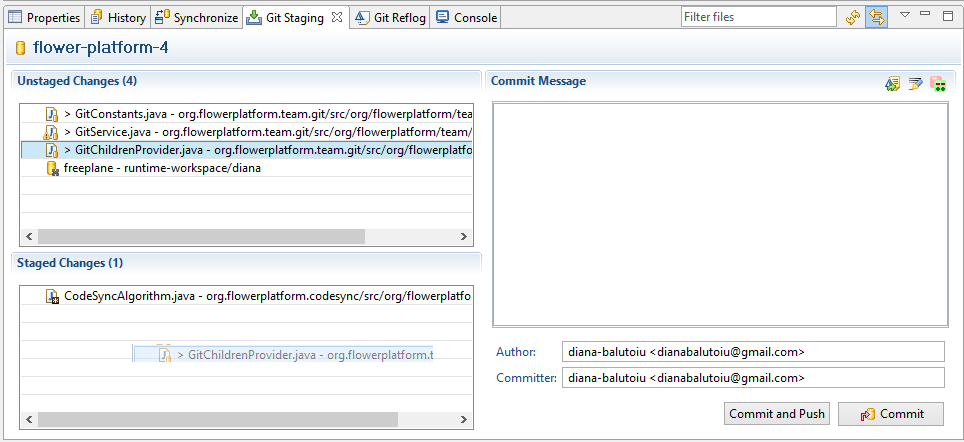 Properties History Synchronize Git Staging Git Reflog Console Filter files
flower-platform-4
Unstaged Changes (4)
> GitConstants.java - org.flowerplatform.team.git/src/org/flowerplatform/tea
> GitService.java - org.flowerplatform.team.git/src/org/flowerplatform/team/
> GitChildrenProvider.java - org.flowerplatform.team.git/src/org/flowerplatfo
freeplane - runtime-workspace/diana
Staged Changes (1)
CodeSyncAlgorithm.java - org.flowerplatform.codesync/src/org/flowerplatfo
> GitChildrenProvider.java - org.flowerplatform.t
Commit Message
Author: diana-balutoiu <dianabalutoiu@gmail.com>
Committer: diana-balutoiu <dianabalutoiu@gmail.com>
Commit and Push Commit